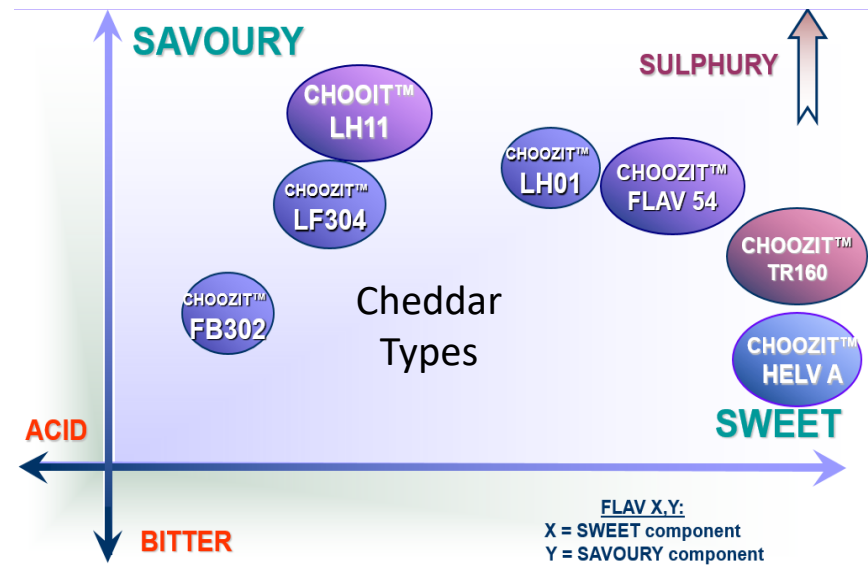 SAVOURY
SULPHURY
CHOOIT™
LH11
CHOOZIT™
LH01
CHOOZIT™
FLAV 54
CHOOZIT™
LF304
CHOOZIT™
TR160
CHOOZIT™
FB302
Cheddar
Types
CHOOZIT™
HELV A
SWEET
ACID
BITTER
FLAV X,Y:
X = SWEET component
Y = SAVOURY component